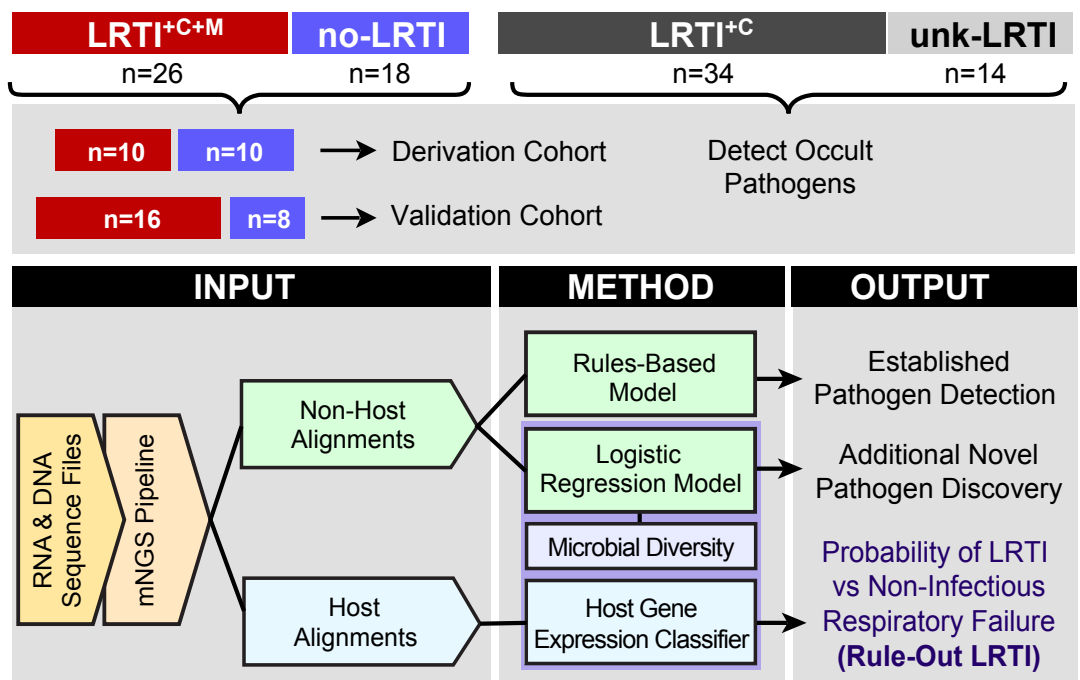 LRTI+C+M
no-LRTI
LRTI+C
unk-LRTI
n=26
n=18
n=34
n=14
n=10
n=10
Derivation Cohort
n=16
n=8
Validation Cohort
Detect Occult
Pathogens
INPUT
METHOD
OUTPUT
RNA & DNA
Sequence Files
mNGS Pipeline
Non-Host
Alignments
Host
Alignments
Rules-Based
Model
Logistic
Regression Model
Microbial Diversity
Host Gene
Expression Classifier
Established
Pathogen Detection
Additional Novel
Pathogen Discovery
Probability of LRTI
vs Non-Infectious
Respiratory Failure
(Rule-Out LRTI)